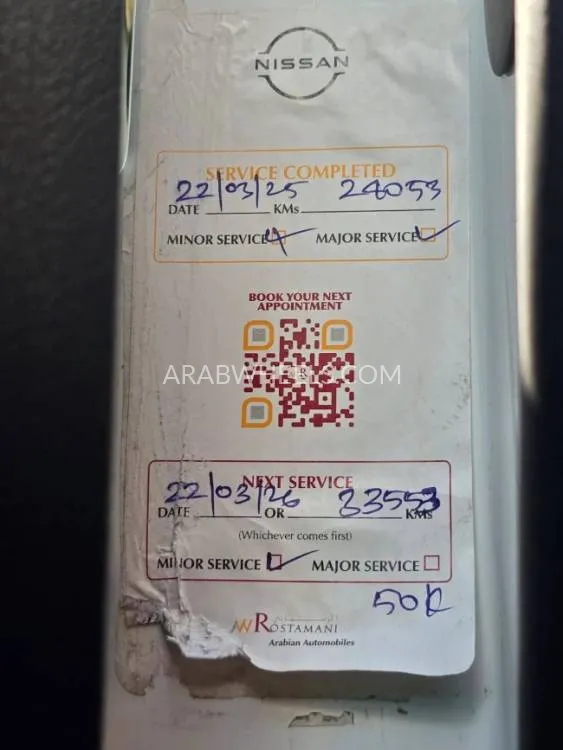 NISSAN
SERVICE COMPLETED
22/03/25 24053
DATE KMs
MINOR SERVICE MAJOR SERVICE
BOOK YOUR NEXT
APPOINTMENT
ARABWHEELS.COM
NEXT SERVICE
22/03/26 33553
DATE OR KMs
(Whichever comes first)
MINOR SERVICE MAJOR SERVICE
50K
AW ROSTAMANI
Arabian Automobiles